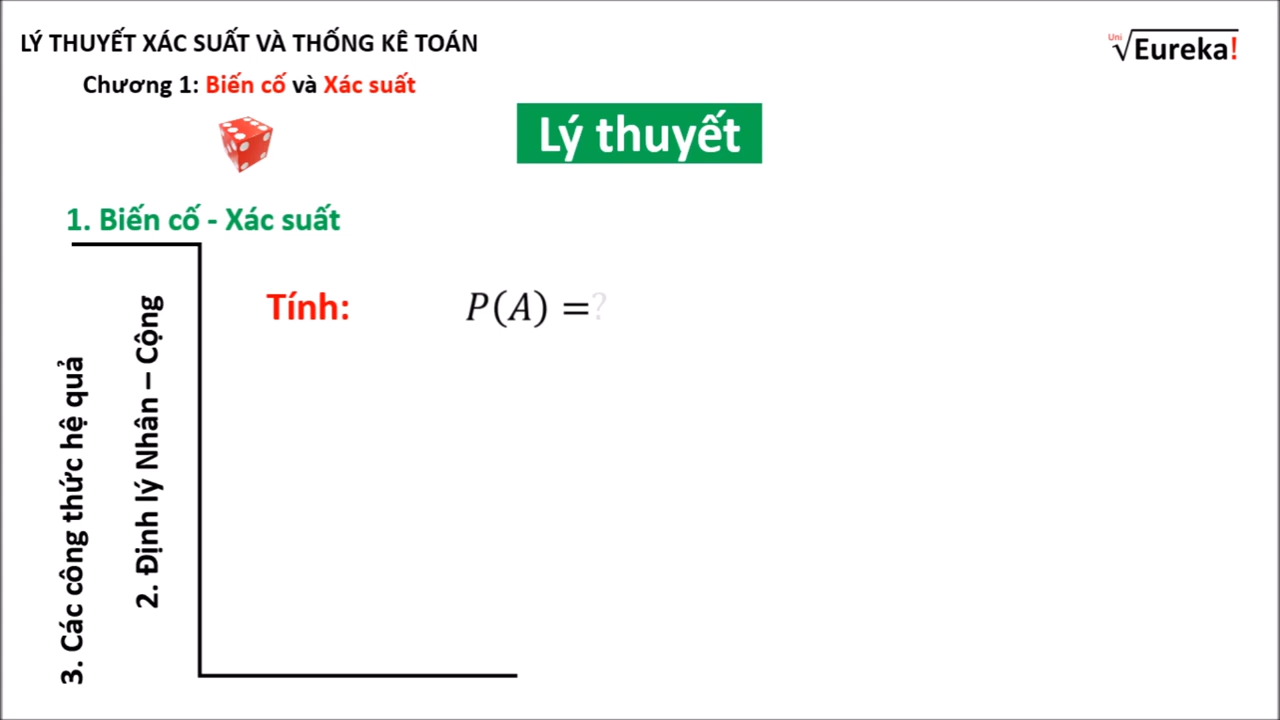 LÝ THUYẾT XÁC SUẤT VÀ THỐNG KÊ TOÁN
Uni
√Eureka!
Chương 1: Biến cố và Xác suất
Lý thuyết
1. Biến cố - Xác suất
Tính: P(A) =?
2. Định lý Nhân – Cộng
3. Các công thức hệ quả